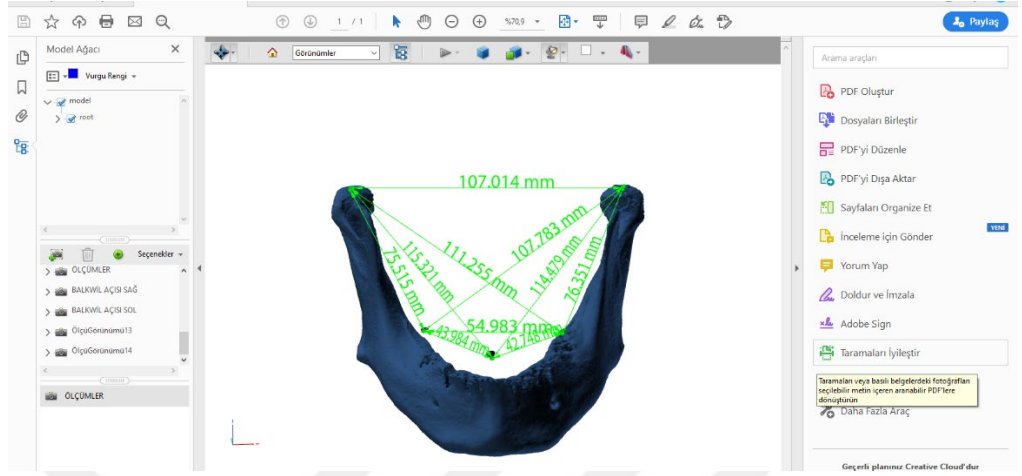 1 / 1
%70,9
Paylaş
Model Ağacı
Vurgu Rengi
model
root
Seçenekler
ÖLÇÜMLER
BALKWİL AÇISI SAĞ
BALKWİL AÇISI SOL
ÖlçüGörünümü13
ÖlçüGörünümü14
ÖLÇÜMLER
Görünümler
107.014 mm
107.783 mm
111.255 mm
115.321 mm
114.479 mm
75.515 mm
76.351 mm
54.983 mm
43.984 mm
42.748 mm
Arama araçları
PDF Oluştur
Dosyaları Birleştir
PDF'yi Düzenle
PDF'yi Dışa Aktar
Sayfaları Organize Et
İnceleme için Gönder
YENİ
Yorum Yap
Doldur ve İmzala
Adobe Sign
Taramaları İyileştir
Taramaları veya basılı belgelerdeki fotoğrafları
seçilebilir metin içeren aranabilir PDF'lere
dönüştürün
Daha Fazla Araç
Geçerli planınız Creative Cloud'dur